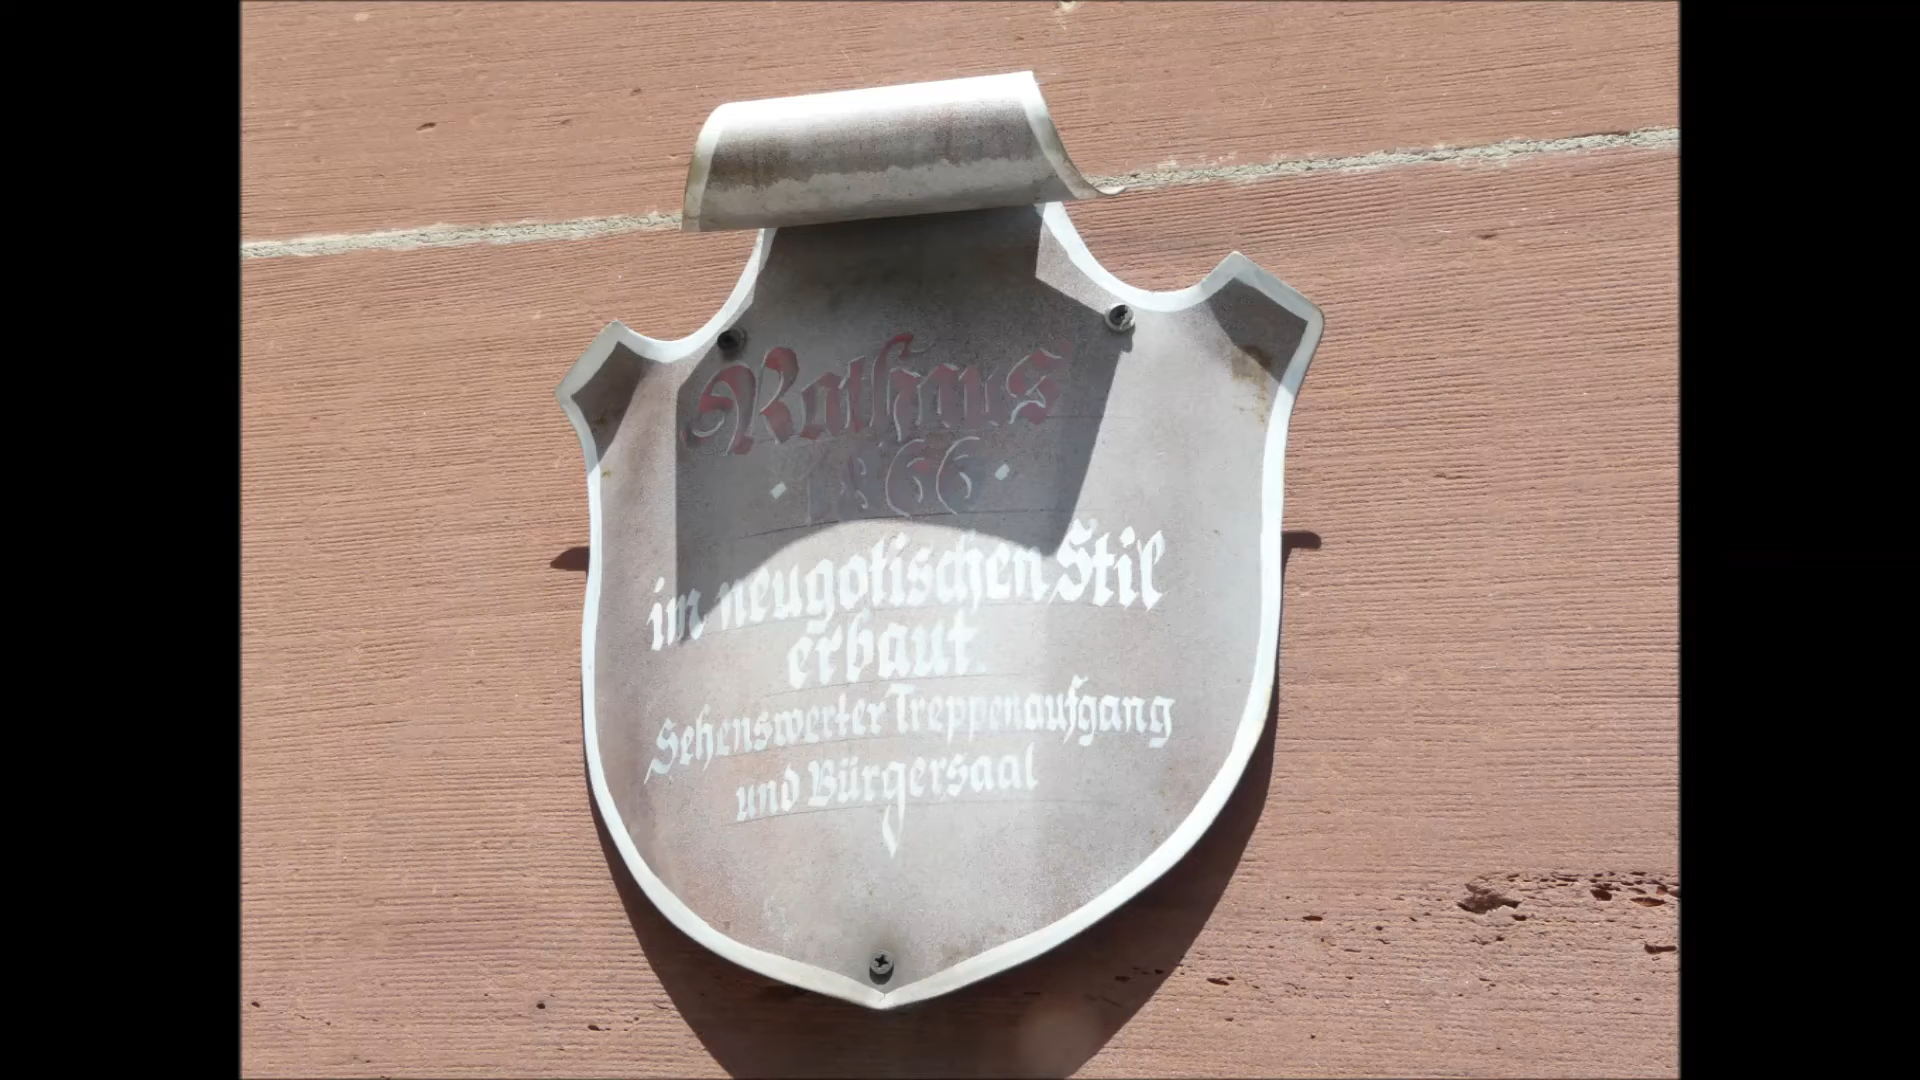 Rathaus
· 1866 ·
im neugotischen Stil
erbaut.
Sehenswerter Treppenaufgang
und Bürgersaal